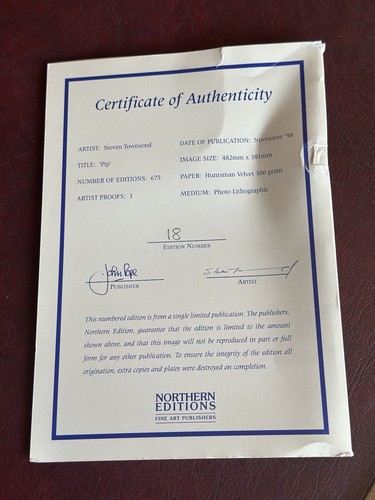 Certificate of Authenticity
ARTIST: Steven Townsend
DATE OF PUBLICATION: November '98
TITLE: 'Pip'
IMAGE SIZE: 482mm x 381mm
NUMBER OF EDITIONS: 675
PAPER: Huntsman Velvet 300 gram
ARTIST PROOFS: 3
MEDIUM: Photo Lithographic
18
EDITION NUMBER
John Pope
PUBLISHER
ARTIST
This numbered edition is from a single limited publication. The publishers,
Northern Edition, guarantee that the edition is limited to the amount
shown above, and that this image will not be reproduced in part or full
form for any other publication. To ensure the integrity of the edition all
origination, extra copies and plates were destroyed on completion.
NORTHERN
EDITIONS
FINE ART PUBLISHERS